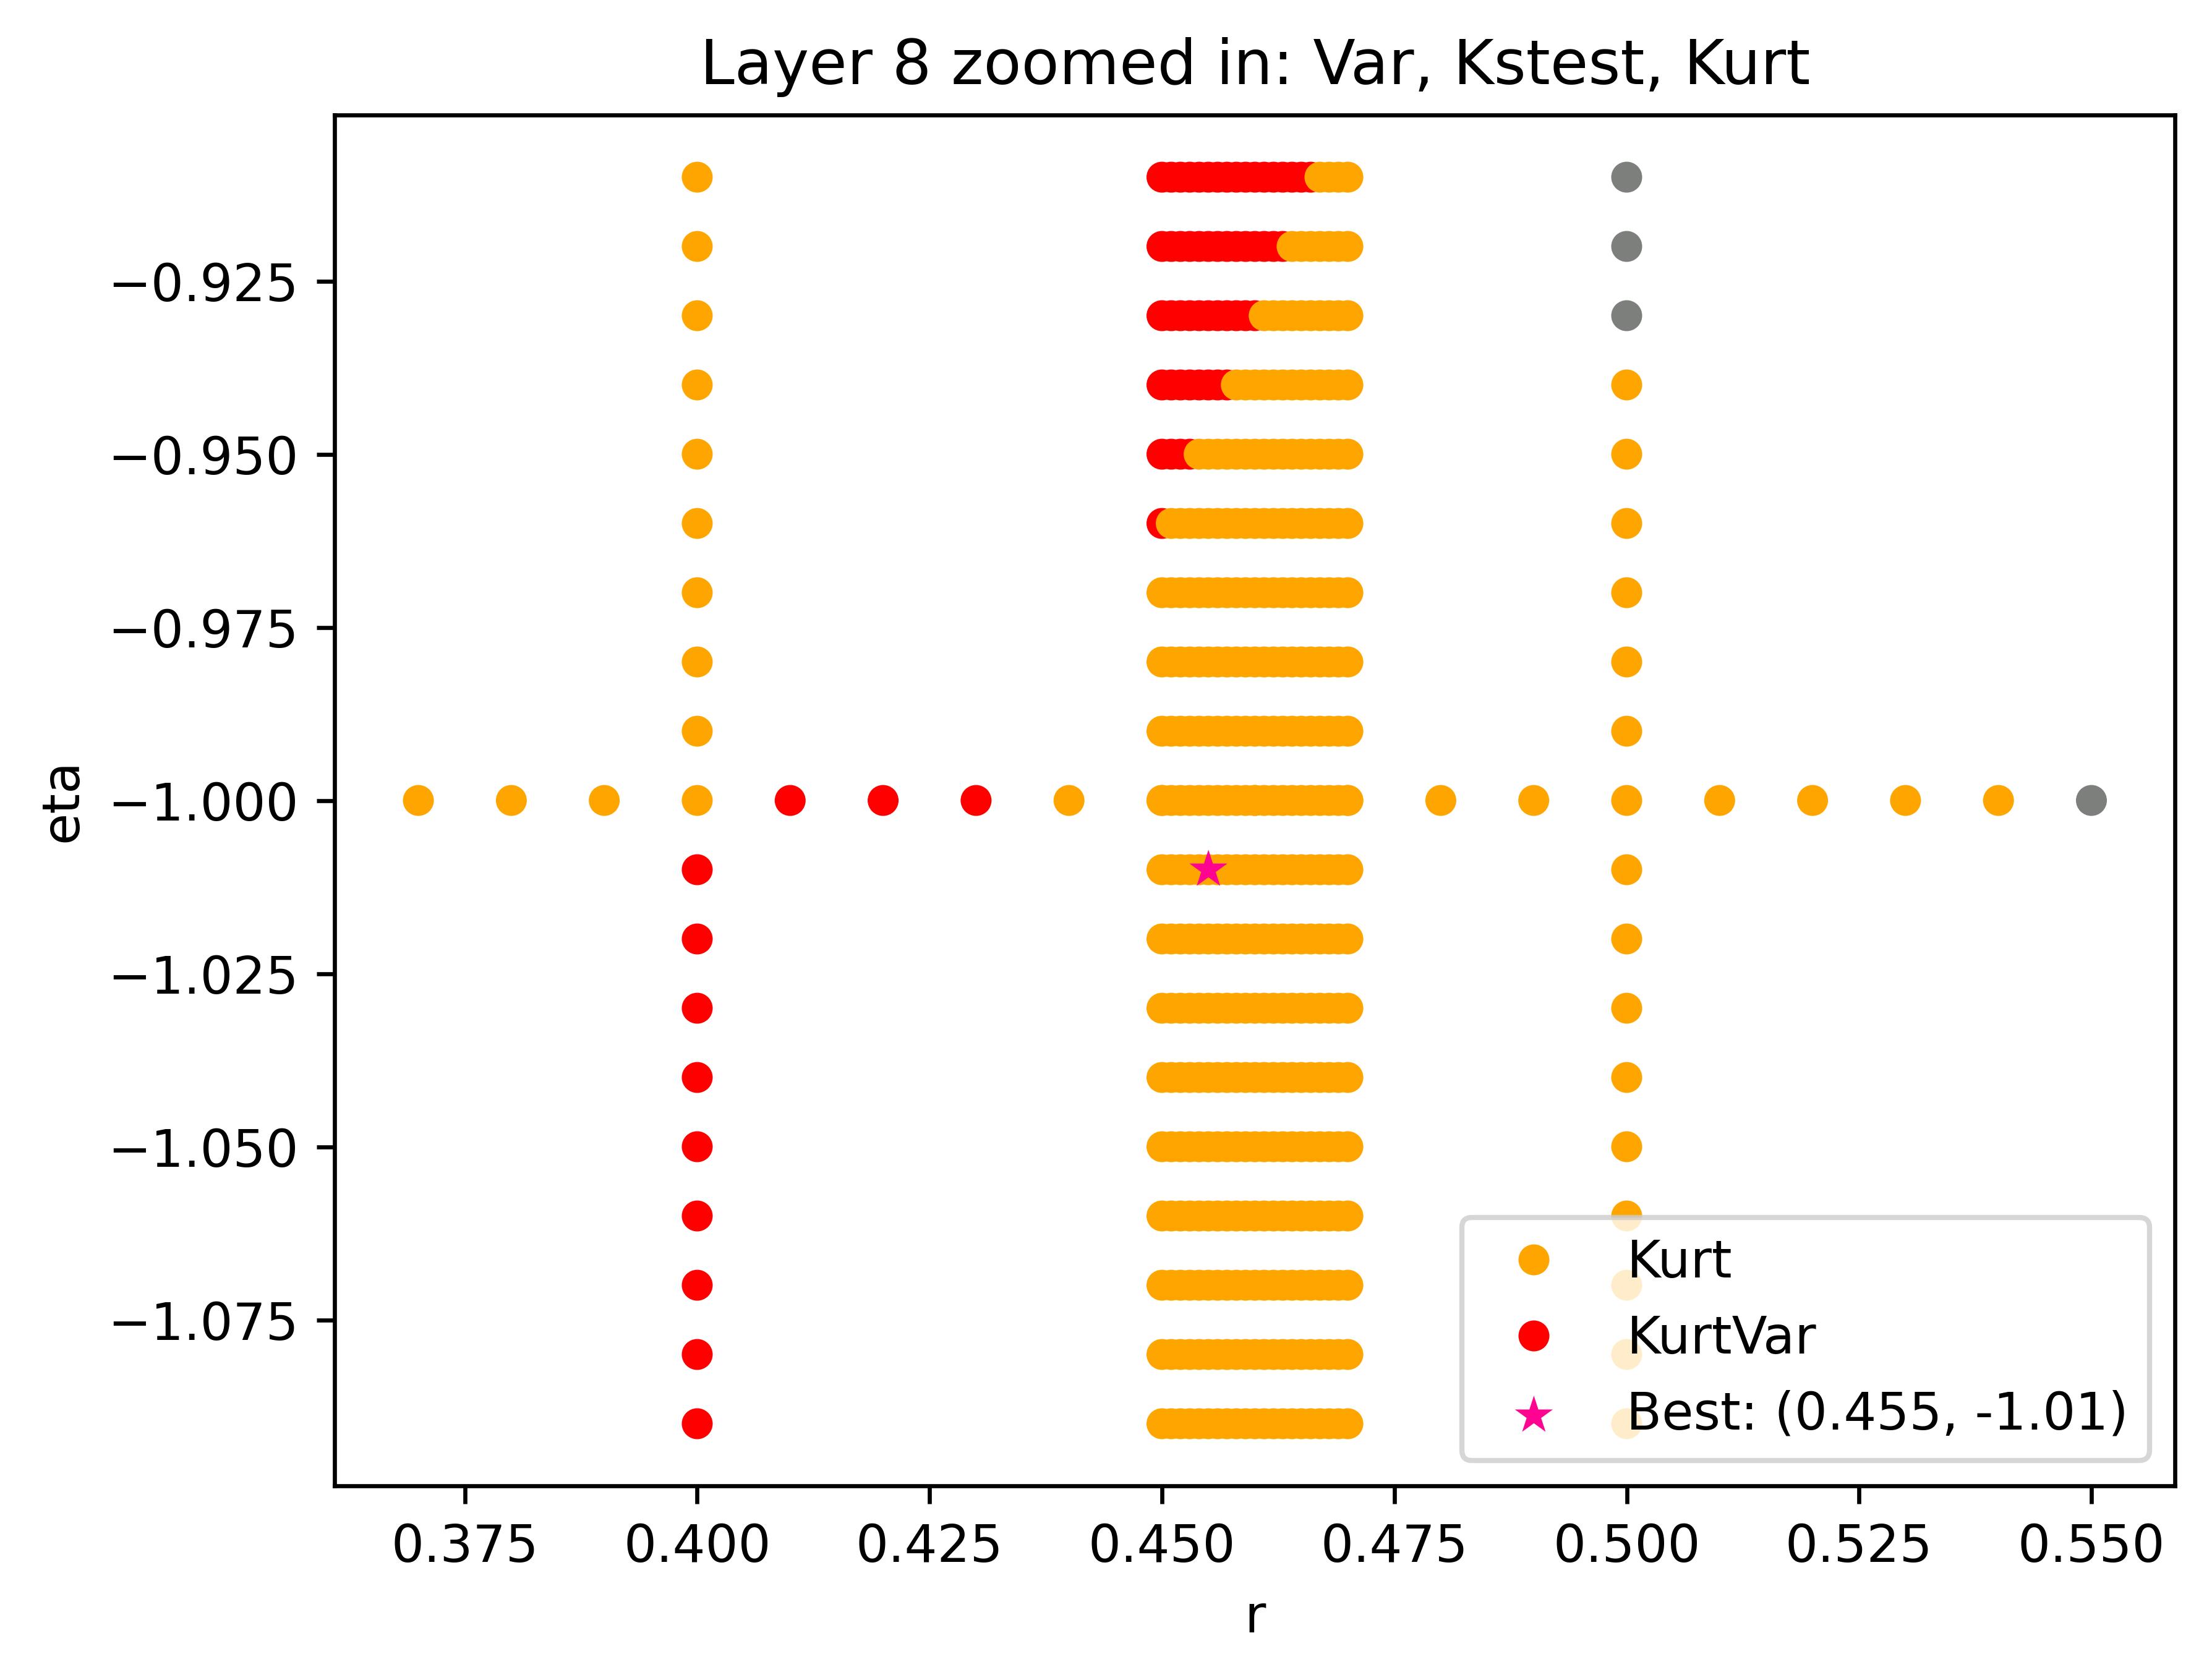 Layer 8 zoomed in: Var, Kstest, Kurt
−0.925
−0.950
−0.975
−1.000
−1.025
−1.050
−1.075
eta
Kurt
KurtVar
Best: (0.455, -1.01)
0.375 0.400 0.425 0.450 0.475 0.500 0.525 0.550
r